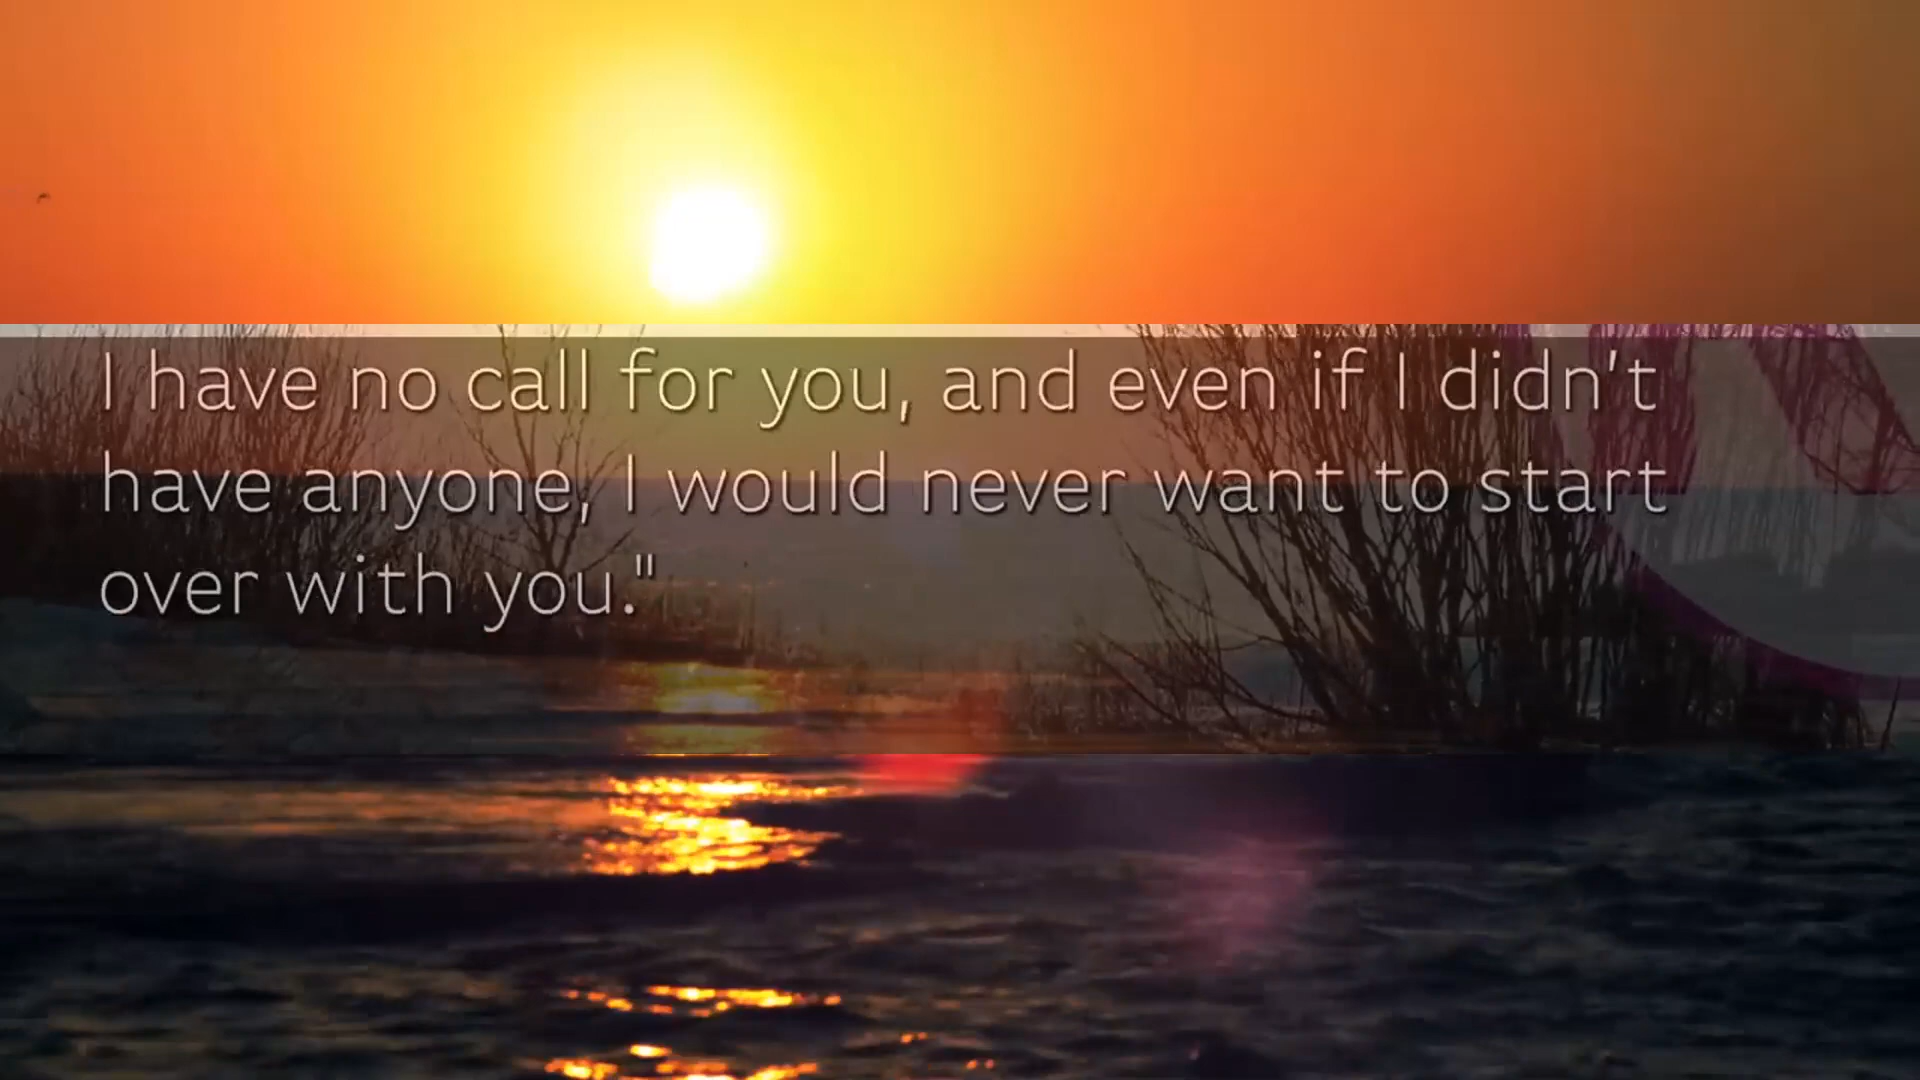 I have no call for you, and even if I didn't
have anyone, I would never want to start
over with you."